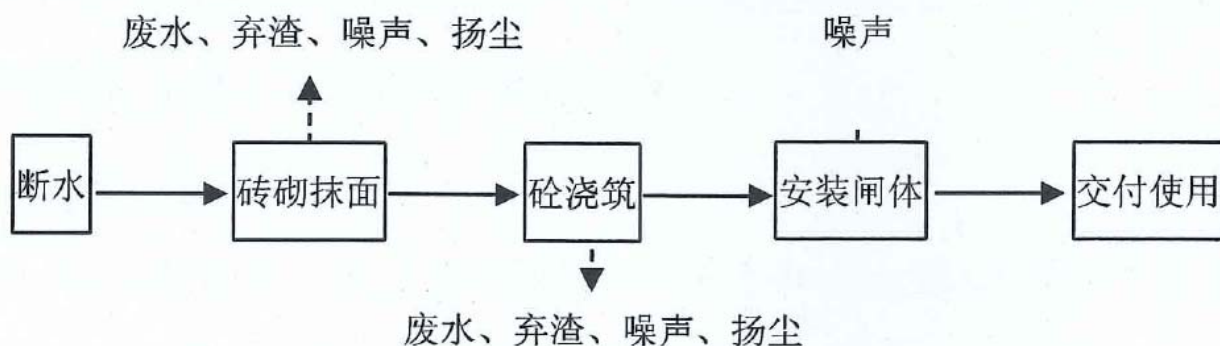 废水、弃渣、噪声、扬尘
噪声
断水
砖砌抹面
砼浇筑
安装闸体
交付使用
废水、弃渣、噪声、扬尘